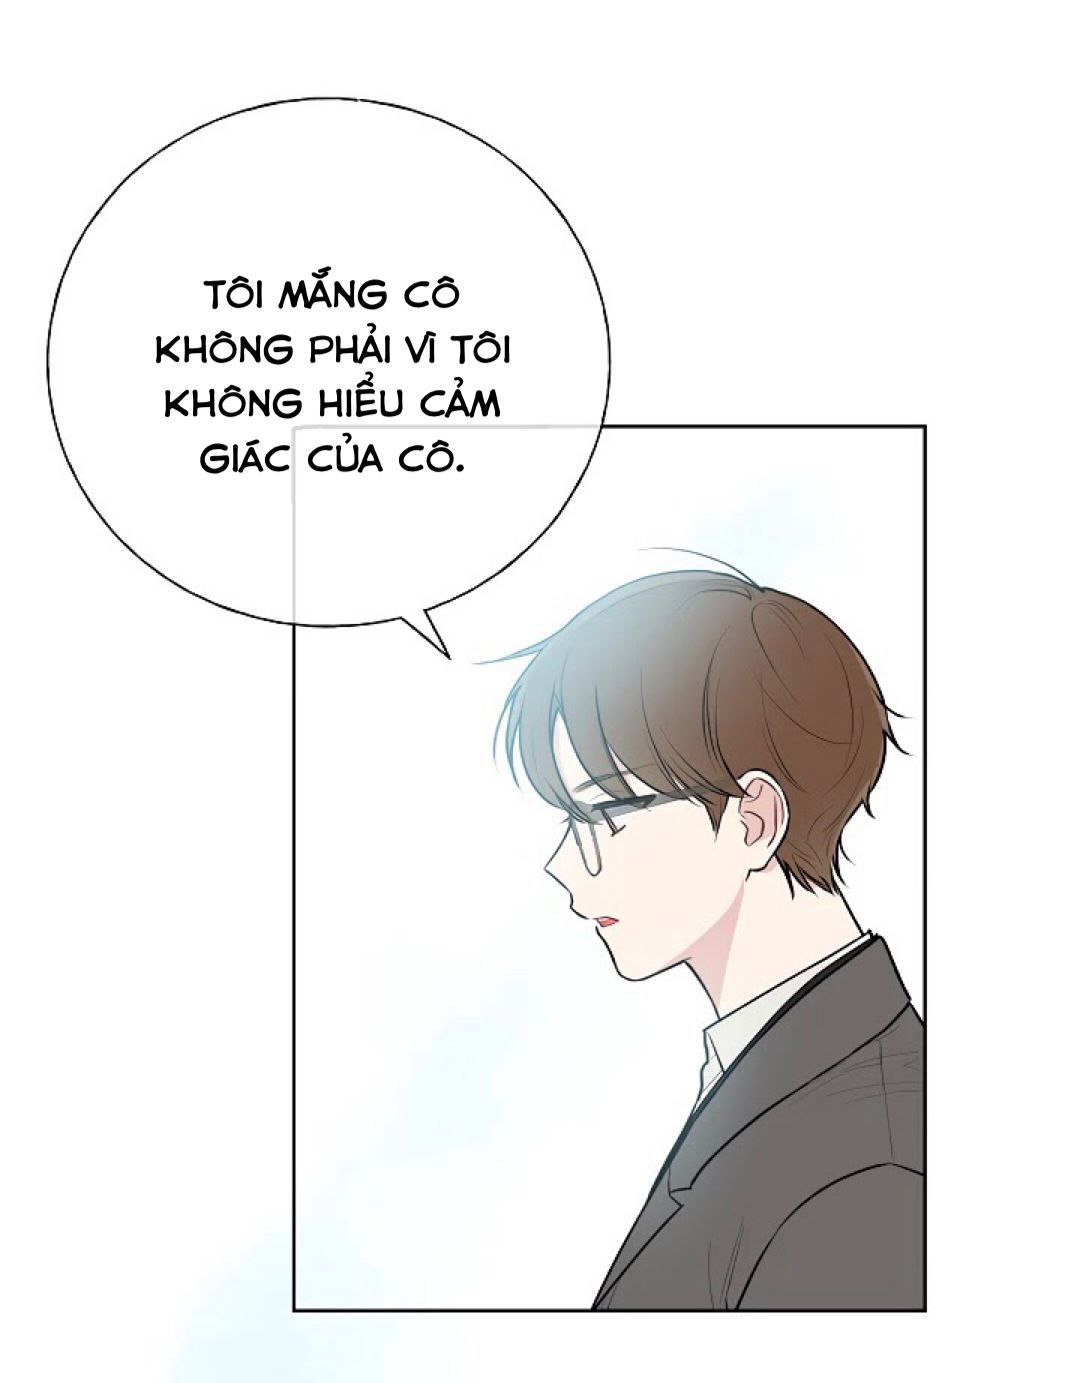 TÔI MẮNG CÔ
KHÔNG PHẢI VÌ TÔI
KHÔNG HIỂU CẢM
GIÁC CỦA CÔ.